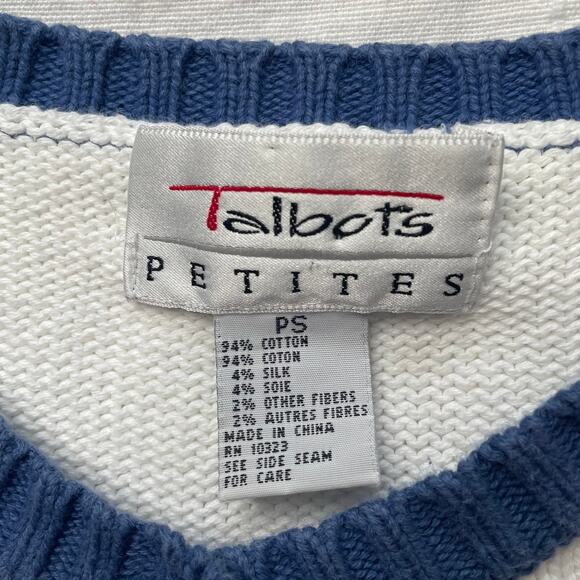 Talbots
PETITES
PS
94% COTTON
94% COTON
4% SILK
4% SOIE
2% OTHER FIBERS
2% AUTRES FIBRES
MADE IN CHINA
RN 10323
SEE SIDE SEAM
FOR CARE